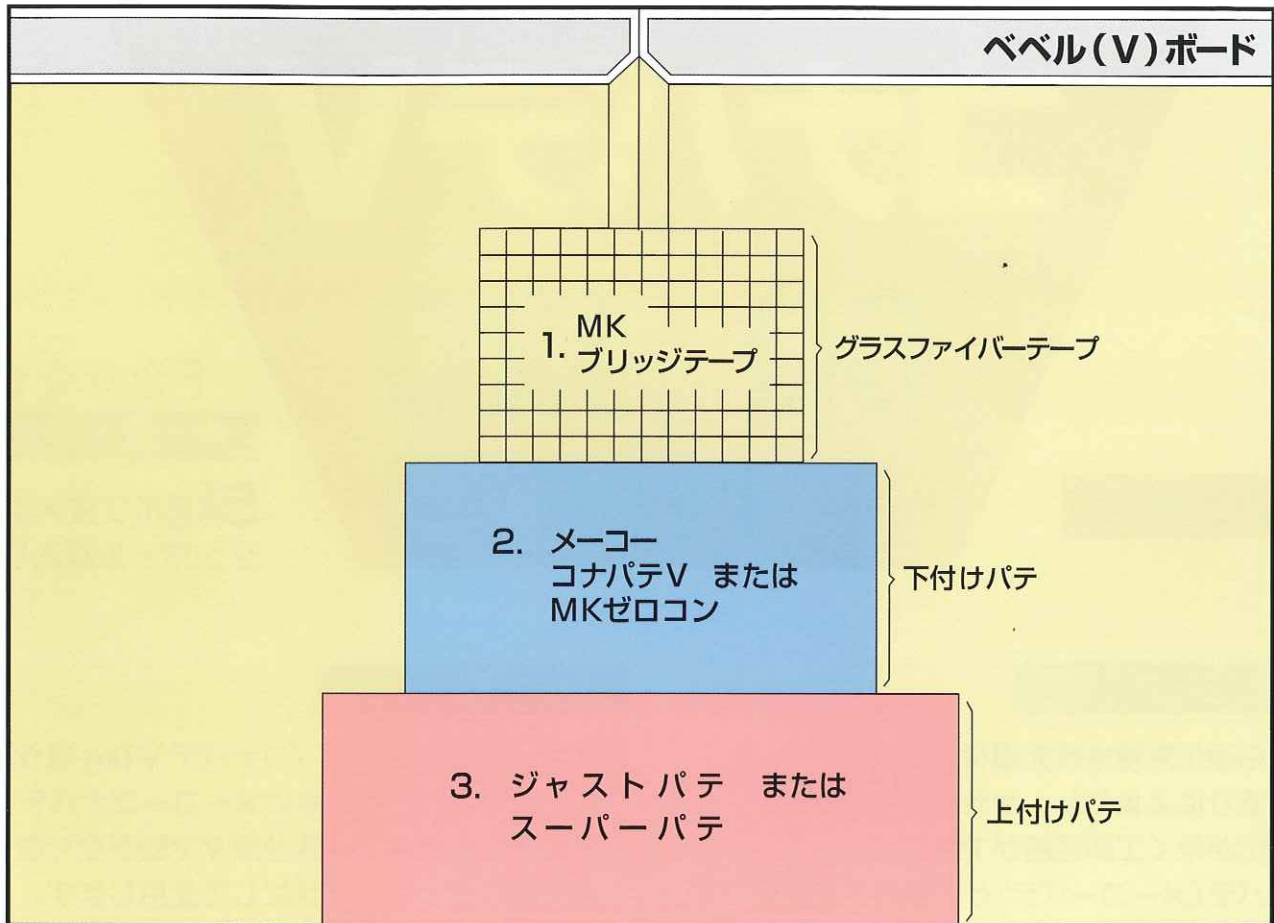 ベベル(V)ボード
1. MK
ブリッジテープ
グラスファイバーテープ
2. メーコー
コナパテV または
MKゼロコン
下付けパテ
3. ジャストパテ または
スーパーパテ
上付けパテ